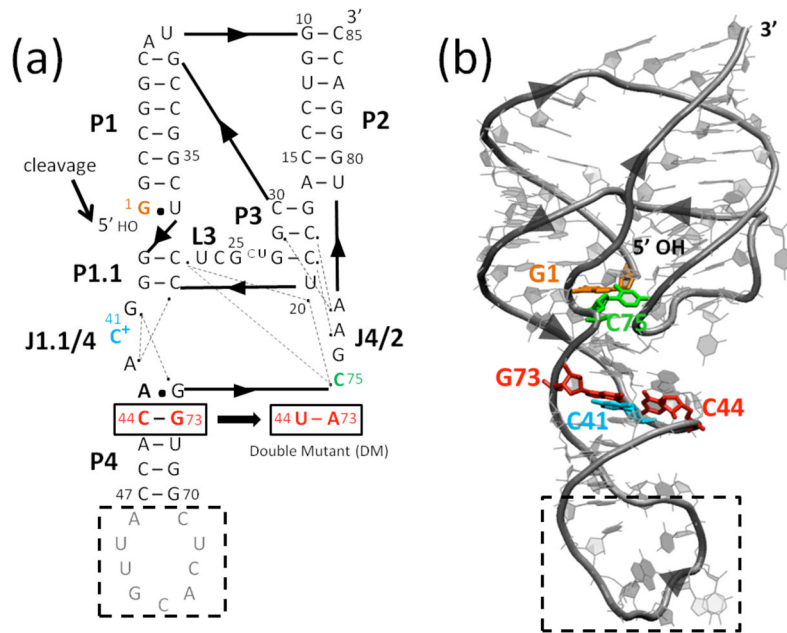 (a)
A U
10 3'
G – C 85
C – G G – C
G – C U – A
P1 G – C C – G P2
C – G C – G
cleavage C – G 35 15 C – G 80
G – C A – U
1 G • U P3 30 C – G
5' HO G – C
L3 25
G – C U C G C U G – C
P1.1 G – C U A
20
G A
J1.1/4 41 C+ G J4/2
A C 75
A • G
44 C – G 73 44 U – A 73
A – U Double Mutant (DM)
P4 C – G
47 C – G 70
A C
U U
U C
G A
C
(b)
3'
5' OH
G1
C75
G73
C44
C41